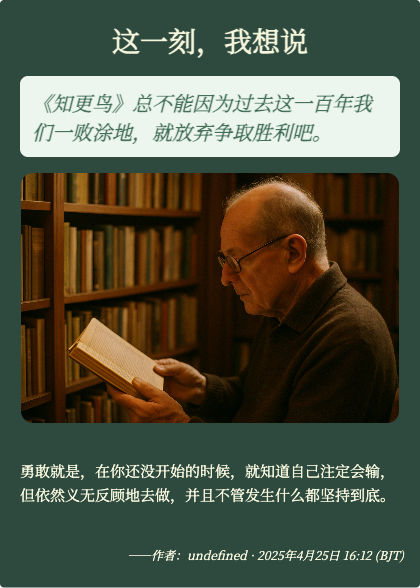 这一刻，我想说
《知更鸟》总不能因为过去这一百年我
们一败涂地，就放弃争取胜利吧。
勇敢就是，在你还没开始的时候，就知道自己注定会输，
但依然义无反顾地去做，并且不管发生什么都坚持到底。
——作者：undefined · 2025年4月25日 16:12 (BJT)